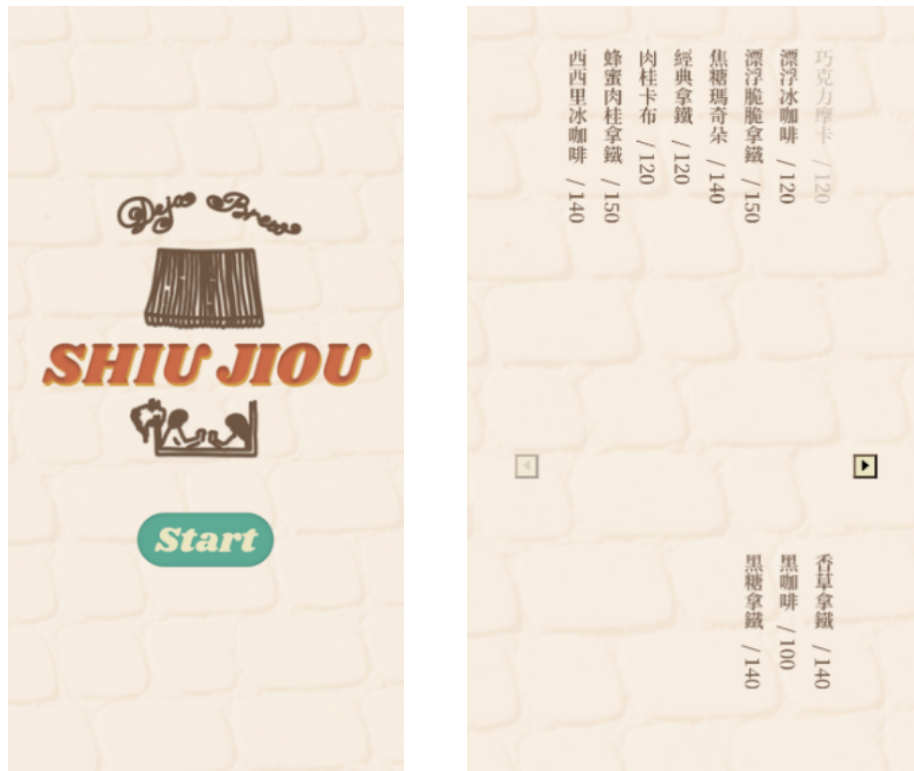 Deja Brew
SHIU JIOU
Start
巧克力摩卡 /120
漂浮冰咖啡 /120
漂浮脆脆拿鐵 /150
焦糖瑪奇朵 /140
經典拿鐵 /120
肉桂卡布 /120
蜂蜜肉桂拿鐵 /150
西西里冰咖啡 /140
香草拿鐵 /140
黑咖啡 /100
黑糖拿鐵 /140